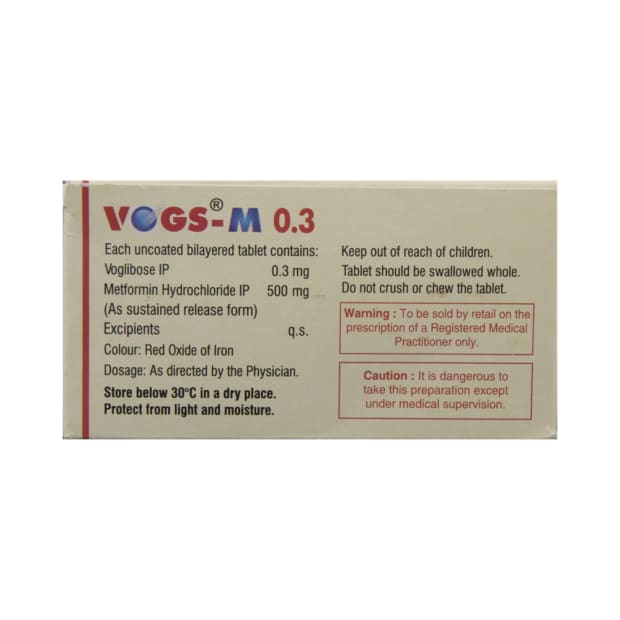 VOGS®-M 0.3
Each uncoated bilayered tablet contains:
Voglibose IP 0.3 mg
Metformin Hydrochloride IP 500 mg
(As sustained release form)
Excipients q.s.
Colour: Red Oxide of Iron
Dosage: As directed by the Physician.
Store below 30°C in a dry place.
Protect from light and moisture.
Keep out of reach of children.
Tablet should be swallowed whole.
Do not crush or chew the tablet.
Warning : To be sold by retail on the
prescription of a Registered Medical
Practitioner only.
Caution : It is dangerous to
take this preparation except
under medical supervision.